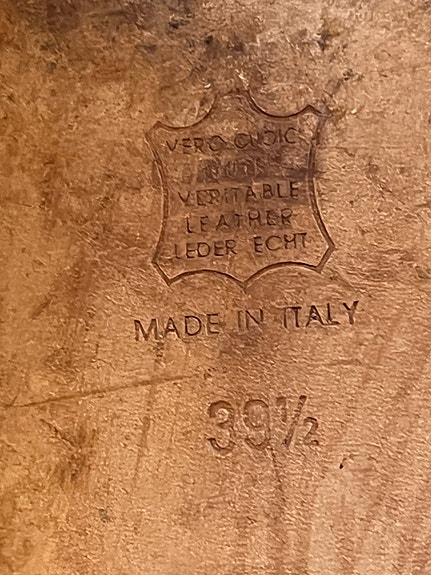 VERO CUOIO
VERITABLE
LEATHER
LEDER ECHT
MADE IN ITALY
39½